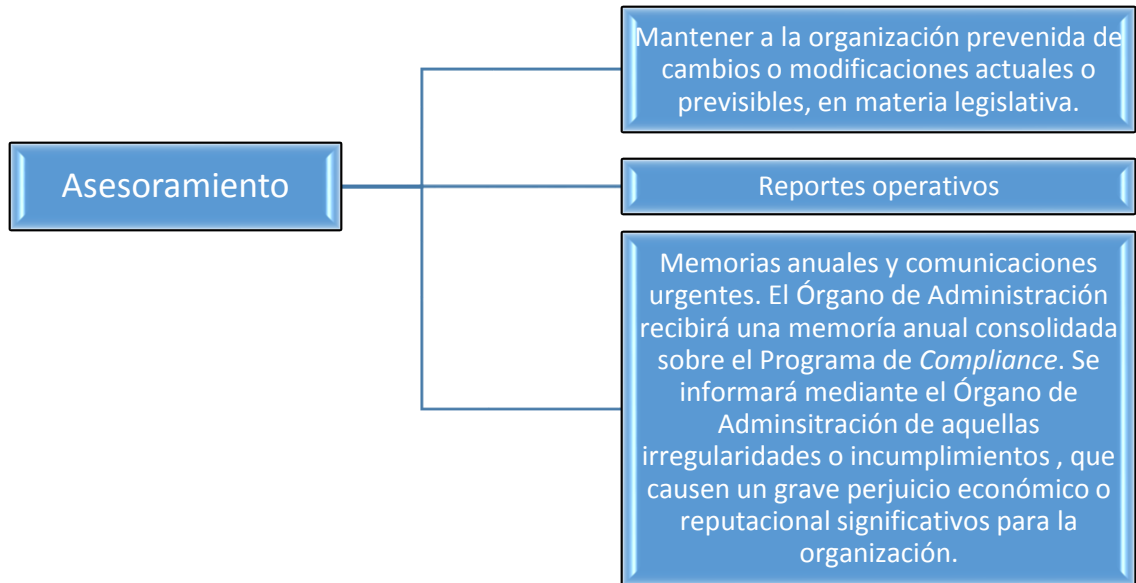 Asesoramiento
Mantener a la organización prevenida de
cambios o modificaciones actuales o
previsibles, en materia legislativa.
Reportes operativos
Memorias anuales y comunicaciones
urgentes. El Órgano de Administración
recibirá una memoría anual consolidada
sobre el Programa de Compliance. Se
informará mediante el Órgano de
Adminsitración de aquellas
irregularidades o incumplimientos , que
causen un grave perjuicio económico o
reputacional significativos para la
organización.